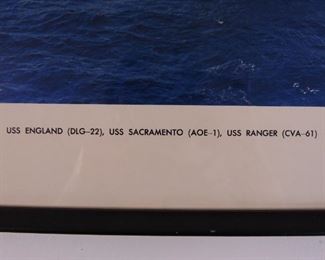 USS ENGLAND (DLG-22), USS SACRAMENTO (AOE-1), USS RANGER (CVA-61)